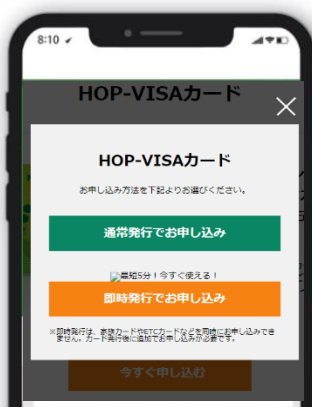 8:10
HOP-VISAカード
HOP-VISAカード
お申し込み方法を下記よりお選びください。
通常発行でお申し込み
最短5分！今すぐ使える！
即時発行でお申し込み
※即時発行は、家族カードやETCカードなどを同時にお申し込みでき
ません。カード発行後に追加でお申し込みが必要です。
今すぐ申し込む